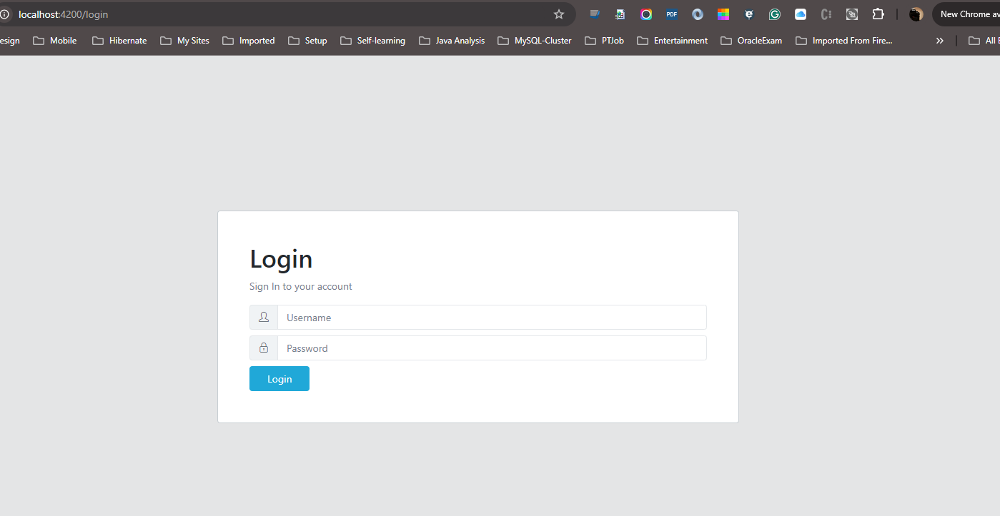 localhost:4200/login
PDF
New Chrome av
esign Mobile Hibernate My Sites Imported Setup Self-learning Java Analysis MySQL-Cluster PTJob Entertainment OracleExam Imported From Fire... All
Login
Sign In to your account
Username
Password
Login